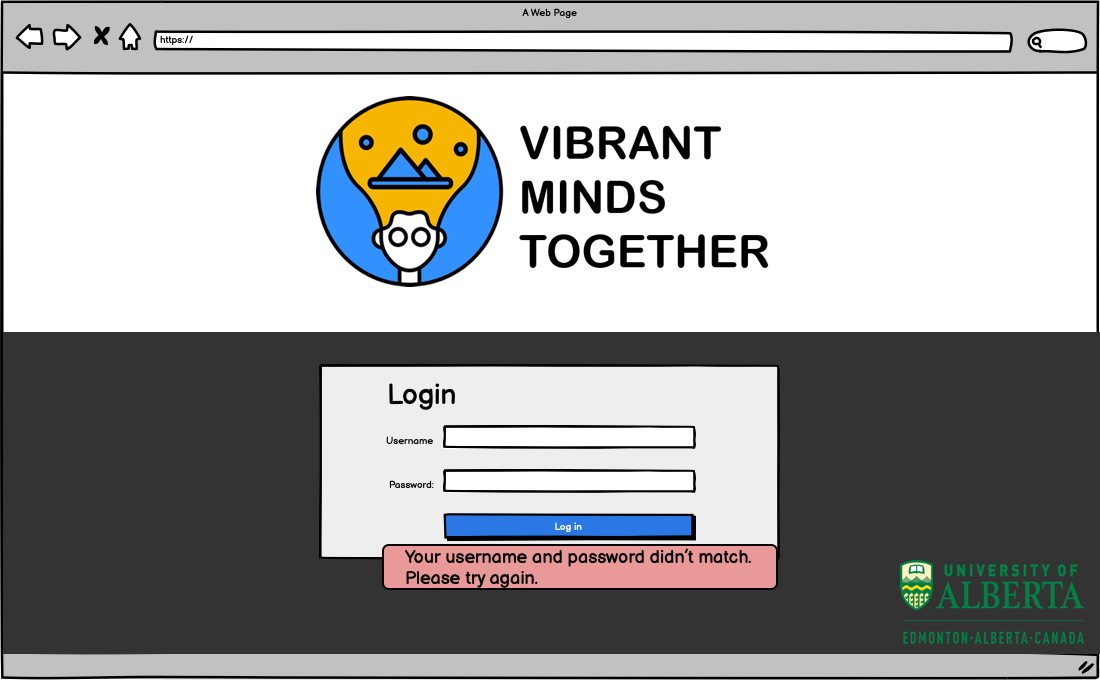 A Web Page
https://
VIBRANT
MINDS
TOGETHER
Login
Username
Password:
Log in
Your username and password didn't match.
Please try again.
UNIVERSITY OF
ALBERTA
EDMONTON·ALBERTA·CANADA